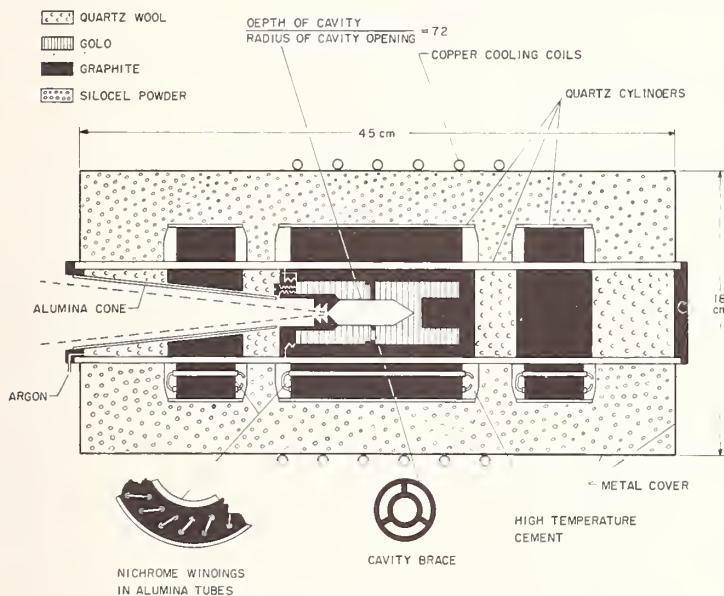 QUARTZ WOOL
GOLO
GRAPHITE
SILOCEL POWDER
OEPTH OF CAVITY
RADIUS OF CAVITY OPENING
=72
COPPER COOLING COILS
QUARTZ CYLINOERS
45 cm
18
cm
ALUMINA CONE
ARGON
METAL COVER
HIGH TEMPERATURE
CEMENT
CAVITY BRACE
NICHROME WINOINGS
IN ALUMINA TUBES